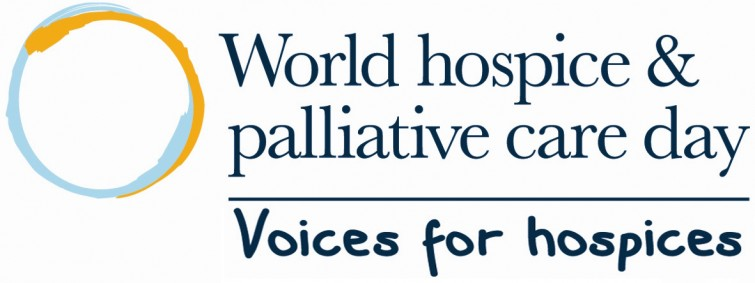 World hospice &
palliative care day
Voices for hospices